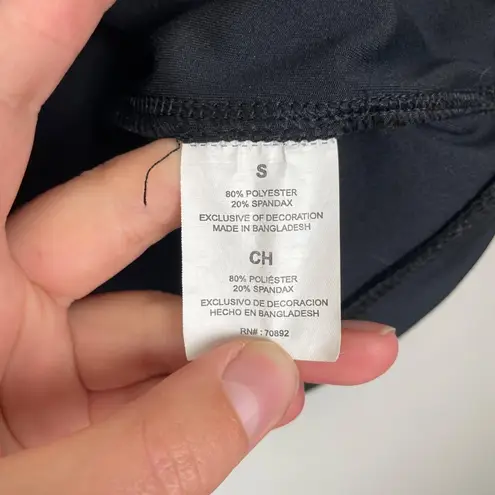 S
80% POLYESTER
20% SPANDAX
EXCLUSIVE OF DECORATION
MADE IN BANGLADESH
CH
80% POLIÉSTER
20% SPANDAX
EXCLUSIVO DE DECORACION
HECHO EN BANGLADESH
RN# : 70892